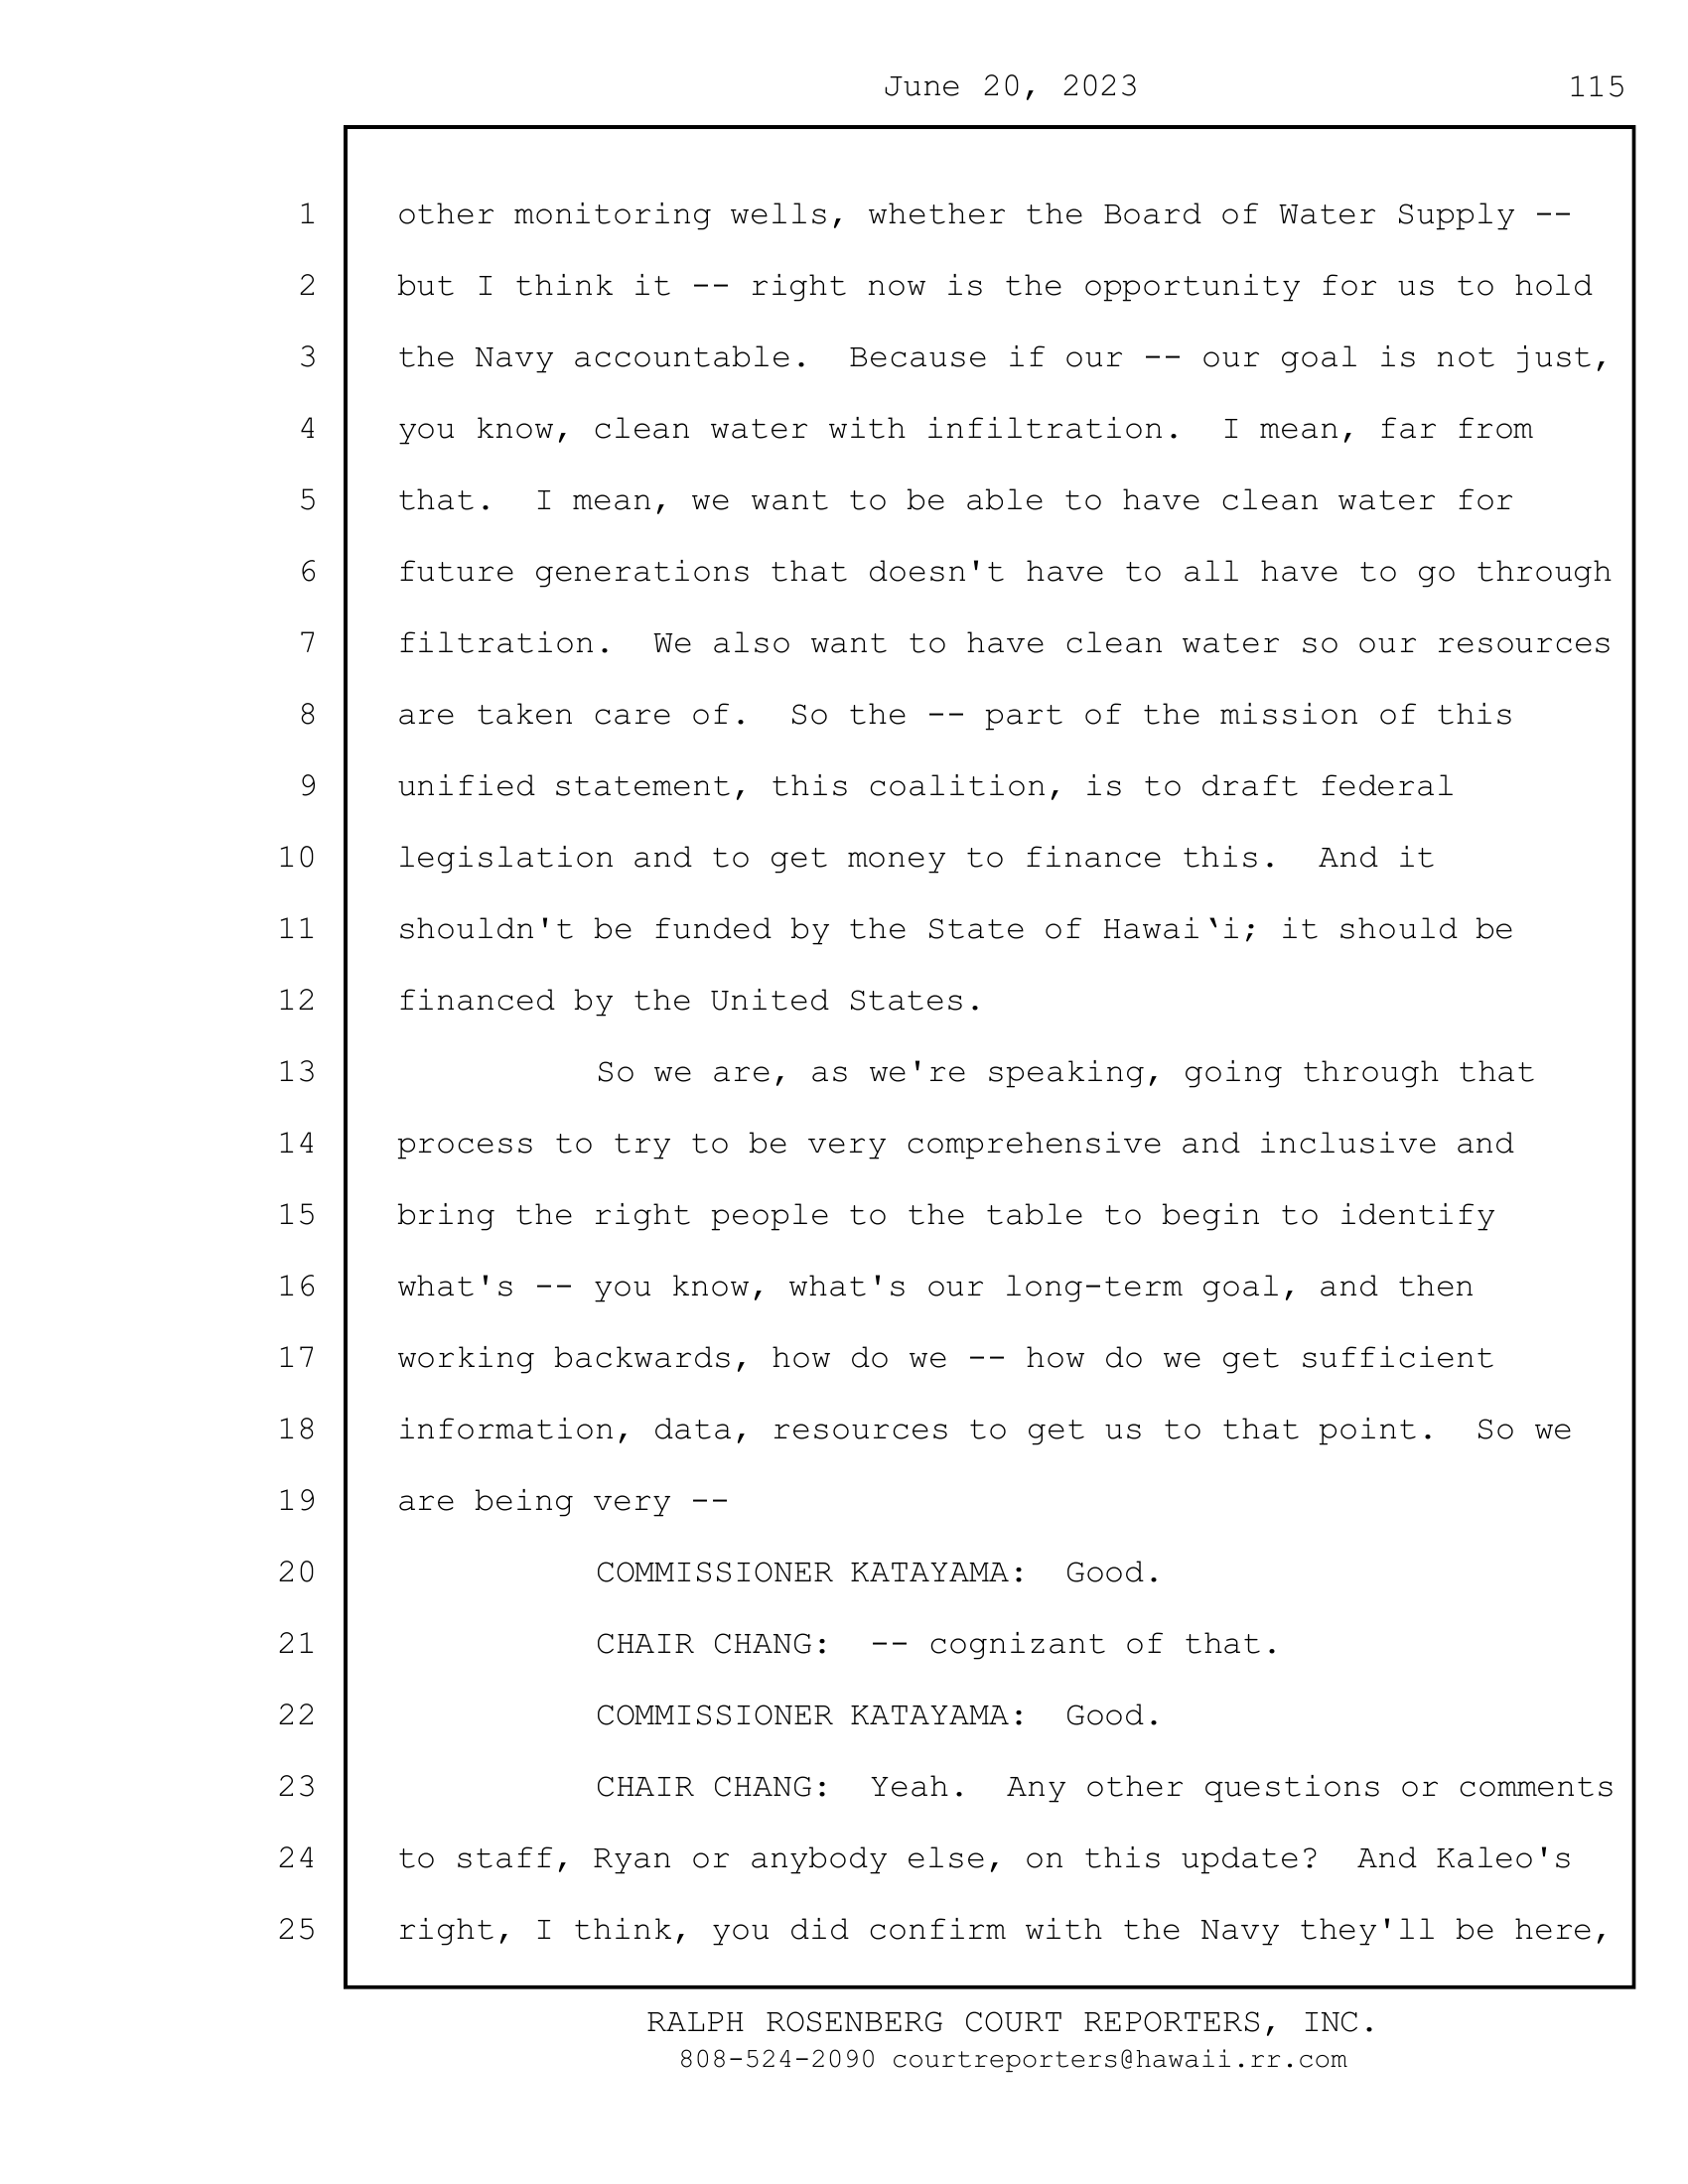 June 20, 2023 115
1 other monitoring wells, whether the Board of Water Supply --
2 but I think it -- right now is the opportunity for us to hold
3 the Navy accountable.  Because if our -- our goal is not just,
4 you know, clean water with infiltration.  I mean, far from
5 that.  I mean, we want to be able to have clean water for
6 future generations that doesn't have to all have to go through
7 filtration.  We also want to have clean water so our resources
8 are taken care of.  So the -- part of the mission of this
9 unified statement, this coalition, is to draft federal
10 legislation and to get money to finance this.  And it
11 shouldn't be funded by the State of Hawai‘i; it should be
12 financed by the United States.
13 So we are, as we're speaking, going through that
14 process to try to be very comprehensive and inclusive and
15 bring the right people to the table to begin to identify
16 what's -- you know, what's our long-term goal, and then
17 working backwards, how do we -- how do we get sufficient
18 information, data, resources to get us to that point.  So we
19 are being very --
20 COMMISSIONER KATAYAMA:  Good.
21 CHAIR CHANG:  -- cognizant of that.
22 COMMISSIONER KATAYAMA:  Good.
23 CHAIR CHANG:  Yeah.  Any other questions or comments
24 to staff, Ryan or anybody else, on this update?  And Kaleo's
25 right, I think, you did confirm with the Navy they'll be here,
RALPH ROSENBERG COURT REPORTERS, INC.
808-524-2090 courtreporters@hawaii.rr.com